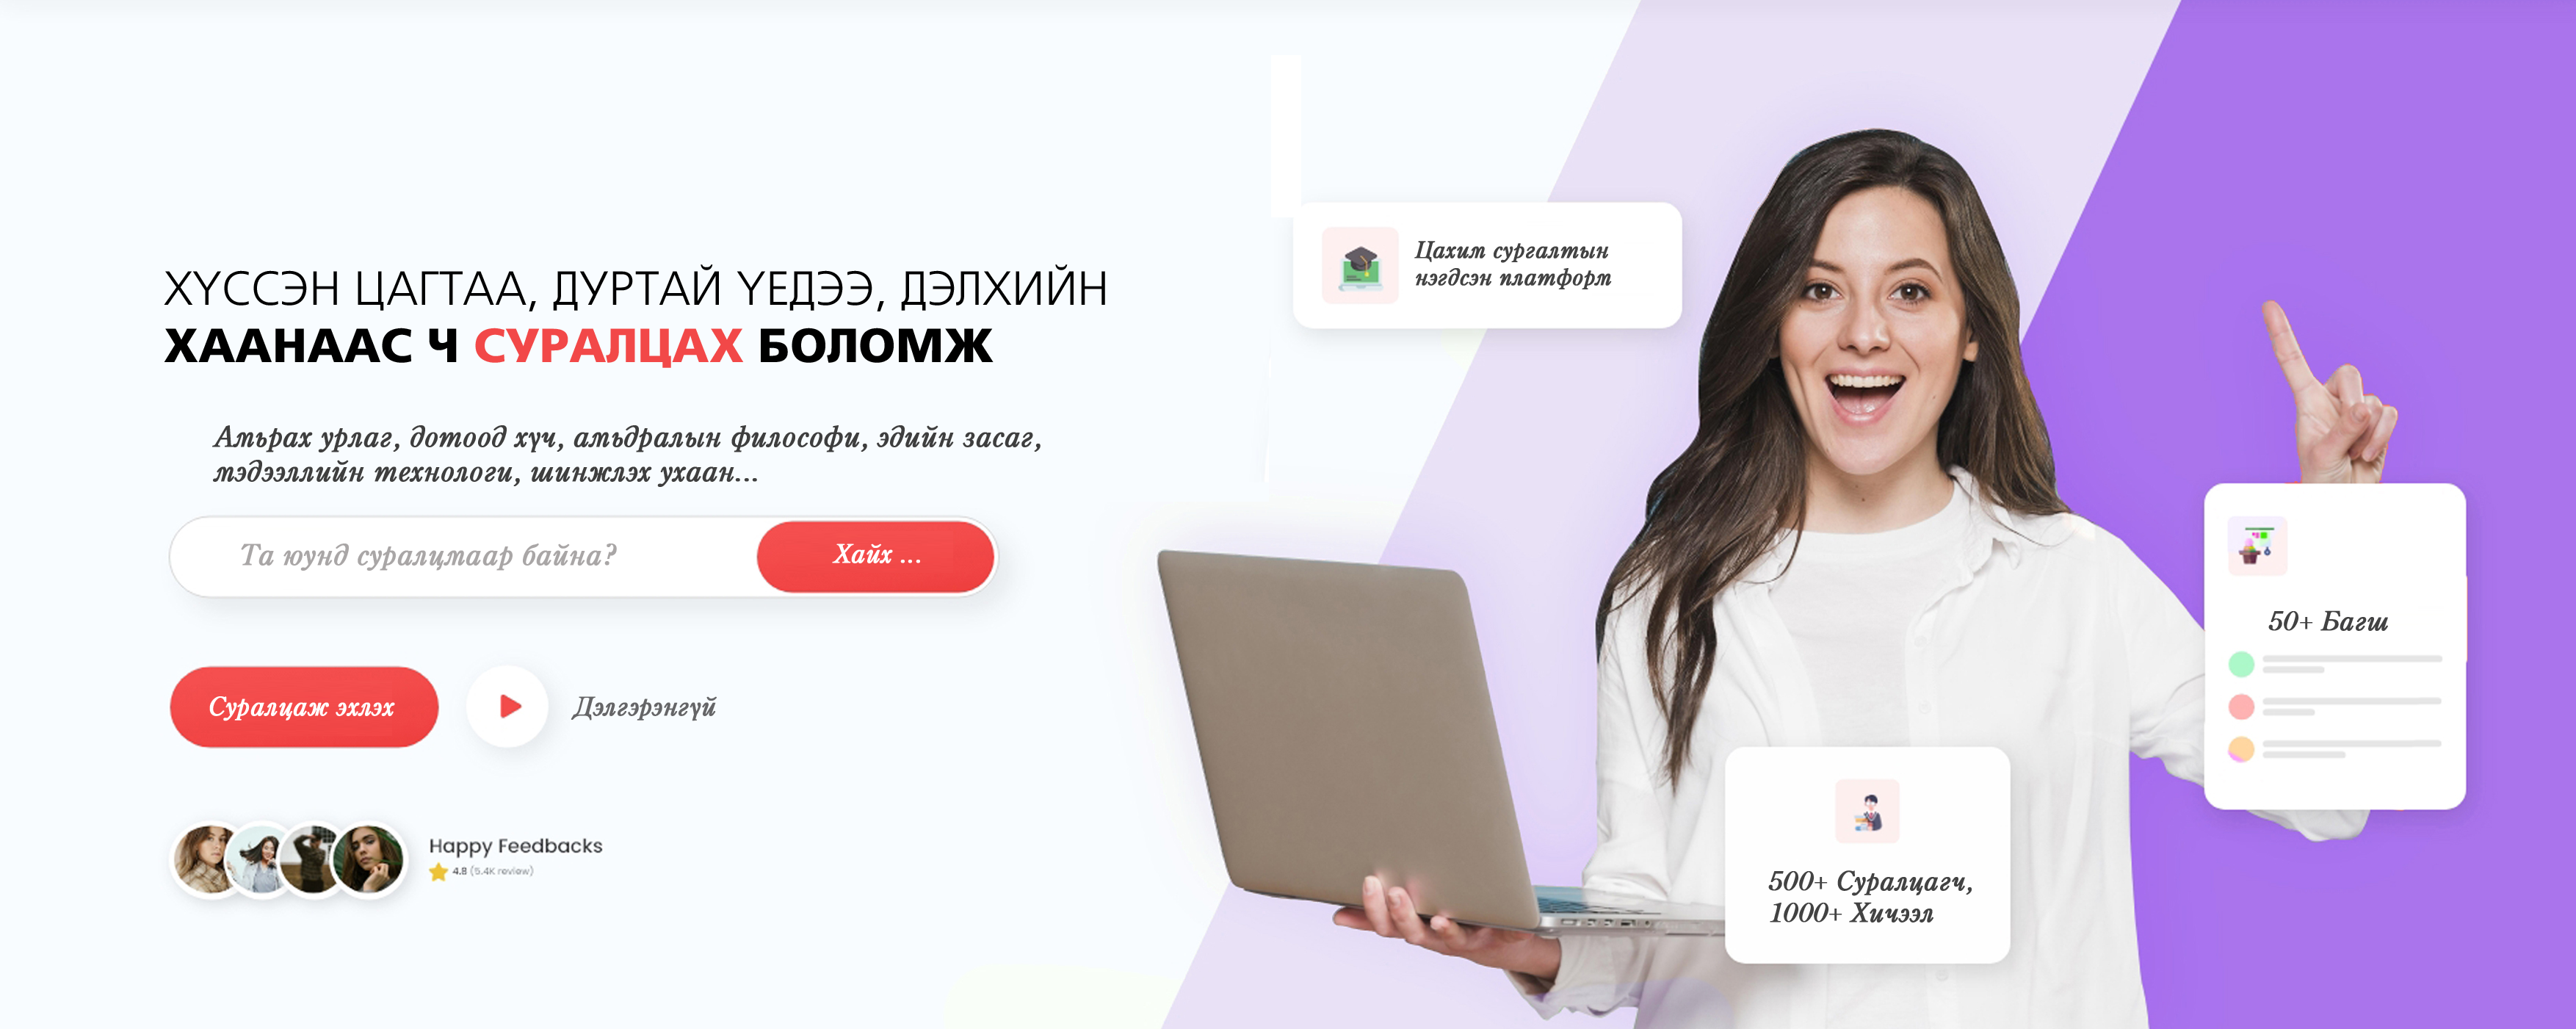 ХҮССЭН ЦАГТАА, ДУРТАЙ ҮЕДЭЭ, ДЭЛХИЙН
ХААНААС Ч СУРАЛЦАХ БОЛОМЖ
Амьрах урлаг, дотоод хүч, амьдралын философи, эдийн засаг,
мэдээллийн технологи, шинжлэх ухаан...
Та юунд суралцмаар байна?
Хайх ...
Суралцаж эхлэх
Дэлгэрэнгүй
Happy Feedbacks
4.8 (5.4K review)
Цахим сургалтын
нэгдсэн платформ
50+ Багш
500+ Суралцагч,
1000+ Хичээл